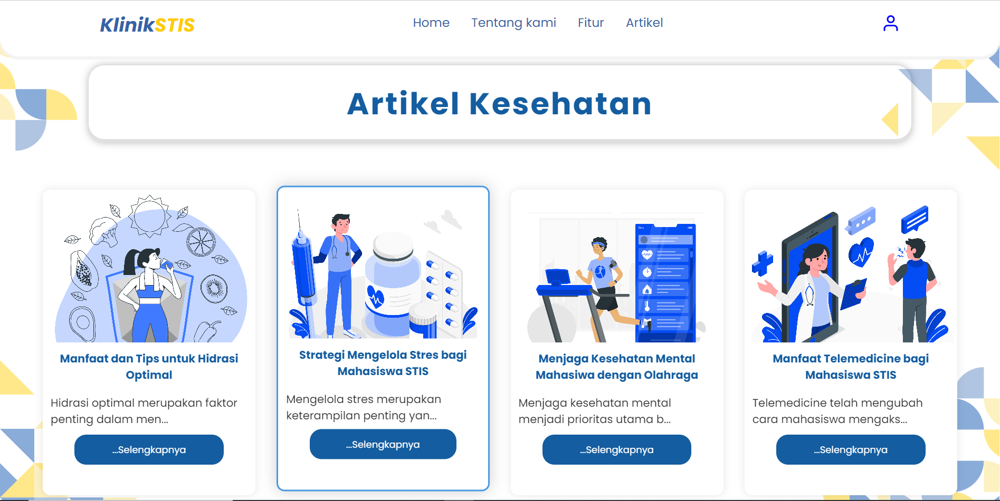 KlinikSTIS
Home
Tentang kami
Fitur
Artikel
Artikel Kesehatan
Manfaat dan Tips untuk Hidrasi
Optimal
Hidrasi optimal merupakan faktor
penting dalam men...
...Selengkapnya
Strategi Mengelola Stres bagi
Mahasiswa STIS
Mengelola stres merupakan
keterampilan penting yan...
...Selengkapnya
Menjaga Kesehatan Mental
Mahasiwa dengan Olahraga
Menjaga kesehatan mental
menjadi prioritas utama b...
...Selengkapnya
Manfaat Telemedicine bagi
Mahasiswa STIS
Telemedicine telah mengubah
cara mahasiswa mengaks...
...Selengkapnya